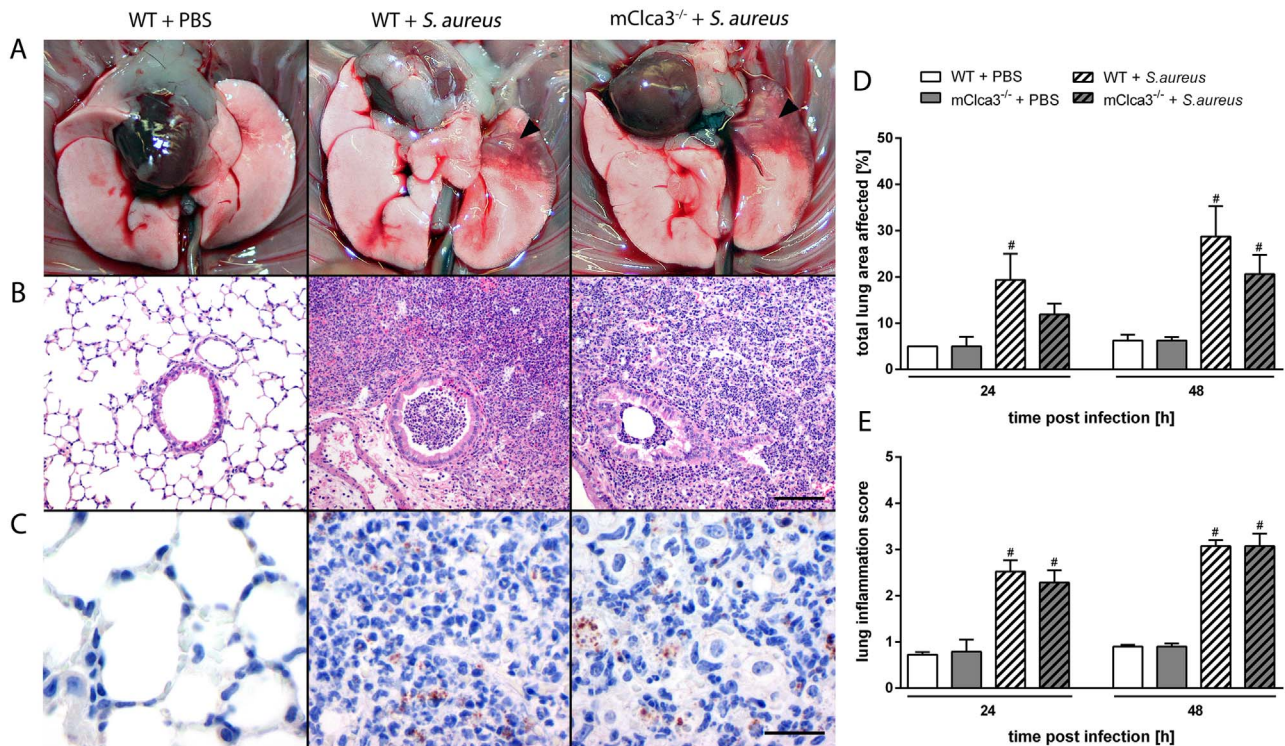 WT + PBS
WT + S. aureus
mClca3-/- + S. aureus
A
B
C
D
WT + PBS
WT + S.aureus
mClca3-/- + PBS
mClca3-/- + S.aureus
total lung area affected [%]
50
40
30
20
10
0
#
#
#
24
48
time post infection [h]
E
lung inflammation score
5
4
3
2
1
0
#
#
#
#
24
48
time post infection [h]